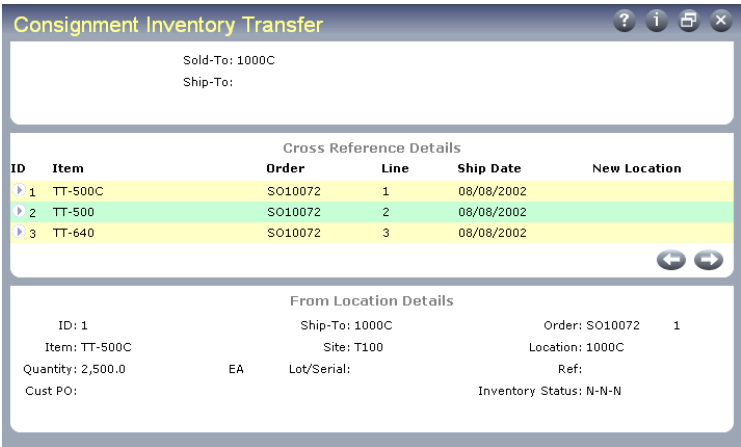 Consignment Inventory Transfer ? i
Sold-To: 1000C
Ship-To:
Cross Reference Details
ID Item Order Line Ship Date New Location
1 TT-500C SO10072 1 08/08/2002
2 TT-500 SO10072 2 08/08/2002
3 TT-640 SO10072 3 08/08/2002
From Location Details
ID: 1 Ship-To: 1000C Order: SO10072 1
Item: TT-500C Site: T100 Location: 1000C
Quantity: 2,500.0 EA Lot/Serial: Ref:
Cust PO: Inventory Status: N-N-N